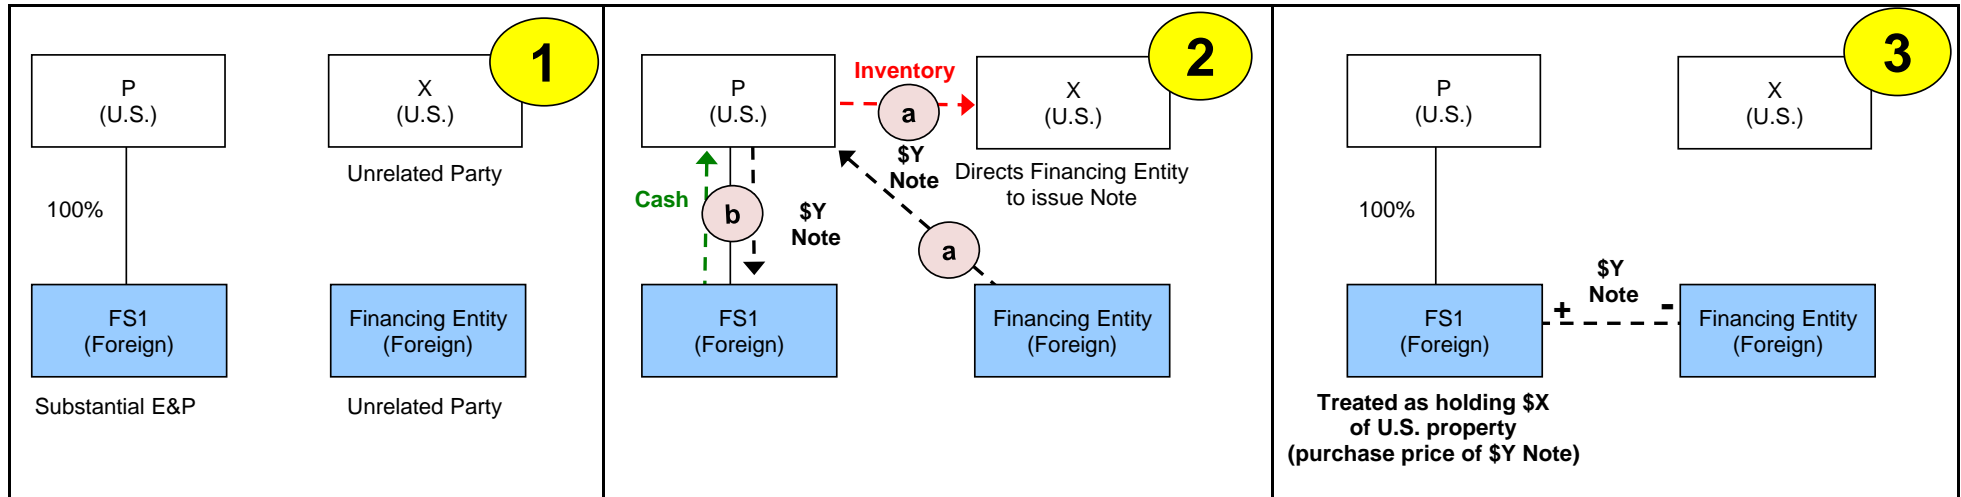 1
P
(U.S.)
X
(U.S.)
Unrelated Party
100%
FS1
(Foreign)
Financing Entity
(Foreign)
Substantial E&P
Unrelated Party
2
P
(U.S.)
Inventory
a
X
(U.S.)
$Y
Note
Directs Financing Entity
to issue Note
Cash
b
$Y
Note
a
FS1
(Foreign)
Financing Entity
(Foreign)
3
P
(U.S.)
X
(U.S.)
100%
$Y
Note
+
-
FS1
(Foreign)
Financing Entity
(Foreign)
Treated as holding $X
of U.S. property
(purchase price of $Y Note)